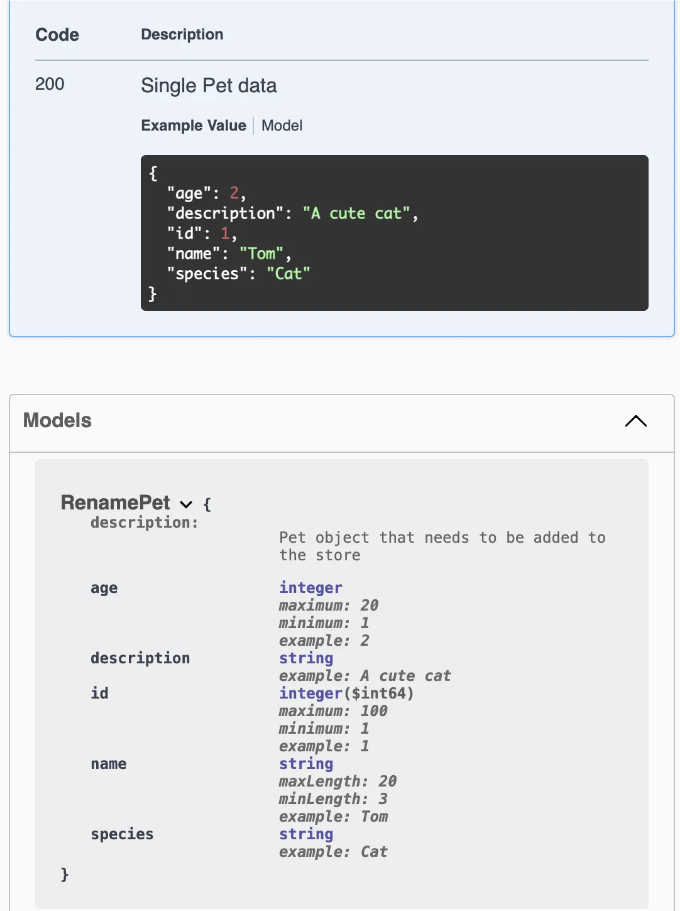 Code Description
200 Single Pet data
Example Value Model
{
"age": 2,
"description": "A cute cat",
"id": 1,
"name": "Tom",
"species": "Cat"
}
Models
RenamePet {
description:
Pet object that needs to be added to
the store
age integer
maximum: 20
minimum: 1
example: 2
description string
example: A cute cat
id integer($int64)
maximum: 100
minimum: 1
example: 1
name string
maxLength: 20
minLength: 3
example: Tom
species string
example: Cat
}